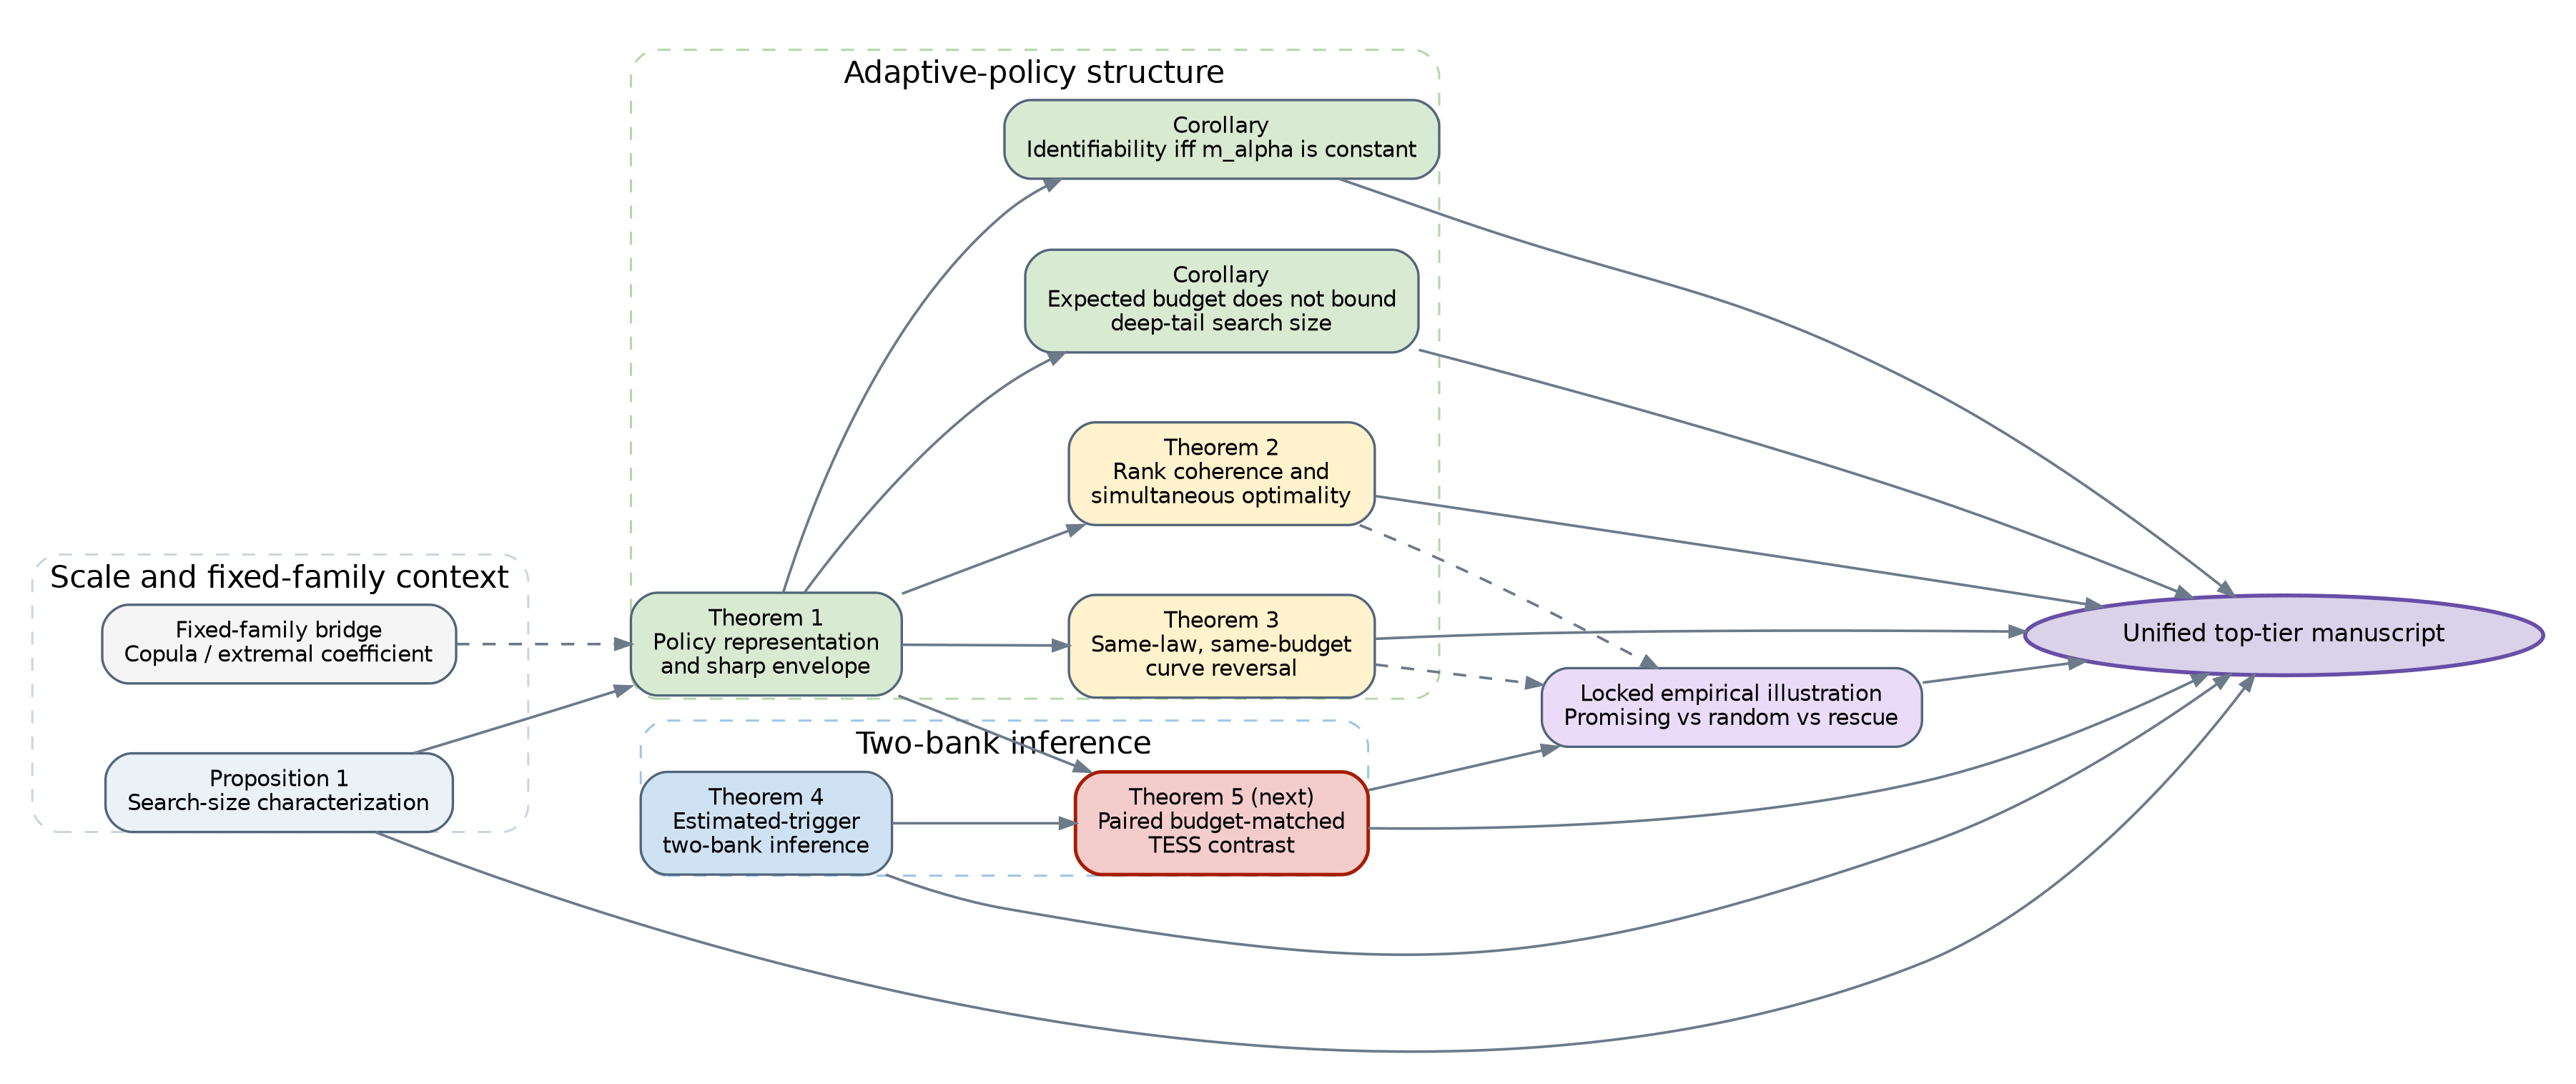 Adaptive-policy structure
Corollary
Identifiability iff m_alpha is constant
Corollary
Expected budget does not bound
deep-tail search size
Theorem 2
Rank coherence and
simultaneous optimality
Scale and fixed-family context
Fixed-family bridge
Copula / extremal coefficient
Theorem 1
Policy representation
and sharp envelope
Theorem 3
Same-law, same-budget
curve reversal
Unified top-tier manuscript
Locked empirical illustration
Promising vs random vs rescue
Proposition 1
Search-size characterization
Two-bank inference
Theorem 4
Estimated-trigger
two-bank inference
Theorem 5 (next)
Paired budget-matched
TESS contrast